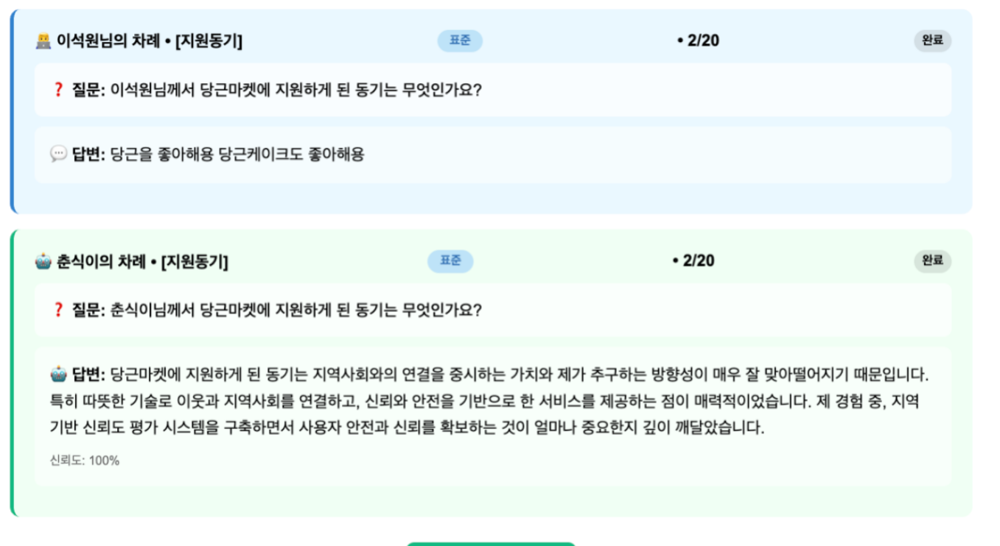 👨‍💻 이석원님의 차례 • [지원동기] 표준 • 2/20 완료
❓ 질문: 이석원님께서 당근마켓에 지원하게 된 동기는 무엇인가요?
💬 답변: 당근을 좋아해용 당근케이크도 좋아해용
🤖 춘식이의 차례 • [지원동기] 표준 • 2/20 완료
❓ 질문: 춘식이님께서 당근마켓에 지원하게 된 동기는 무엇인가요?
🤖 답변: 당근마켓에 지원하게 된 동기는 지역사회와의 연결을 중시하는 가치와 제가 추구하는 방향성이 매우 잘 맞아떨어지기 때문입니다.
특히 따뜻한 기술로 이웃과 지역사회를 연결하고, 신뢰와 안전을 기반으로 한 서비스를 제공하는 점이 매력적이었습니다. 제 경험 중, 지역
기반 신뢰도 평가 시스템을 구축하면서 사용자 안전과 신뢰를 확보하는 것이 얼마나 중요한지 깊이 깨달았습니다.
신뢰도: 100%